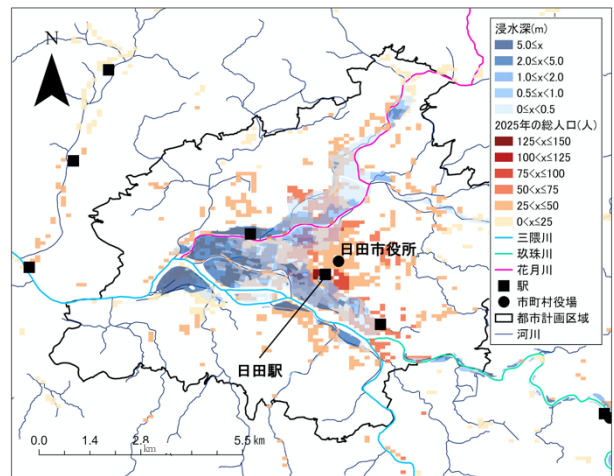 N
浸水深(m)
5.0≤x
2.0≤x<5.0
1.0≤x<2.0
0.5≤x<1.0
0≤x<0.5
2025年の総人口(人)
125<x≤150
100<x≤125
75<x≤100
50<x≤75
25<x≤50
0<x≤25
三隈川
玖珠川
花月川
駅
市町村役場
都市計画区域
河川
日田市役所
日田駅
0.0 1.4 2.8 5.5 km
km